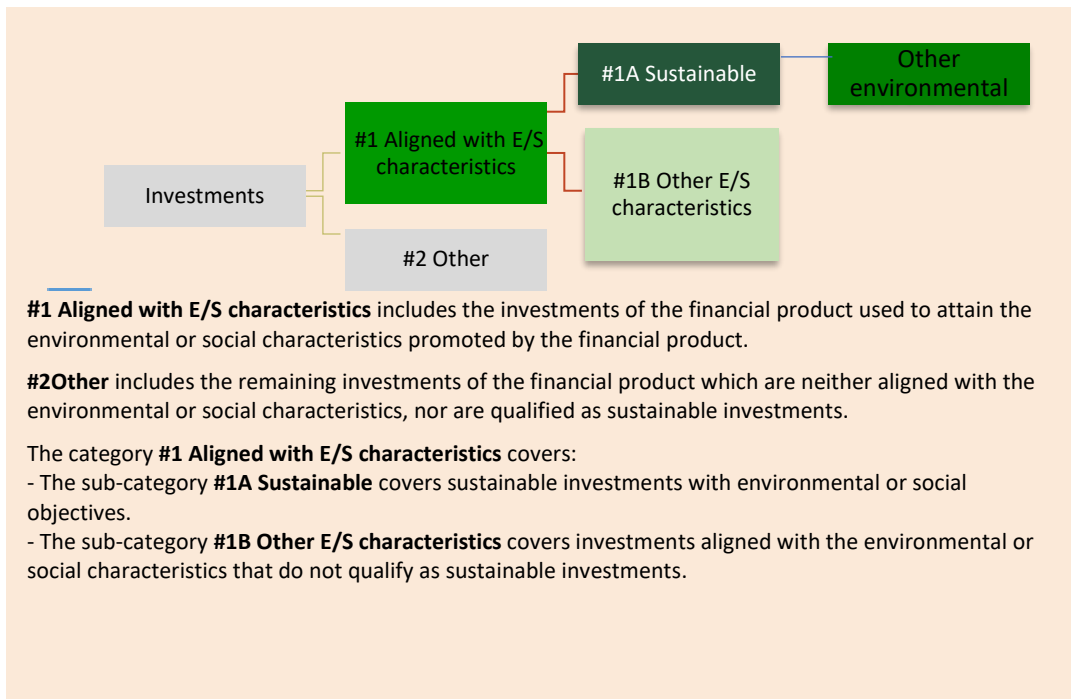 #1A Sustainable
Other
environmental
#1 Aligned with E/S
characteristics
#1B Other E/S
characteristics
Investments
#2 Other
#1 Aligned with E/S characteristics includes the investments of the financial product used to attain the
environmental or social characteristics promoted by the financial product.
#2Other includes the remaining investments of the financial product which are neither aligned with the
environmental or social characteristics, nor are qualified as sustainable investments.
The category #1 Aligned with E/S characteristics covers:
- The sub-category #1A Sustainable covers sustainable investments with environmental or social
objectives.
- The sub-category #1B Other E/S characteristics covers investments aligned with the environmental or
social characteristics that do not qualify as sustainable investments.